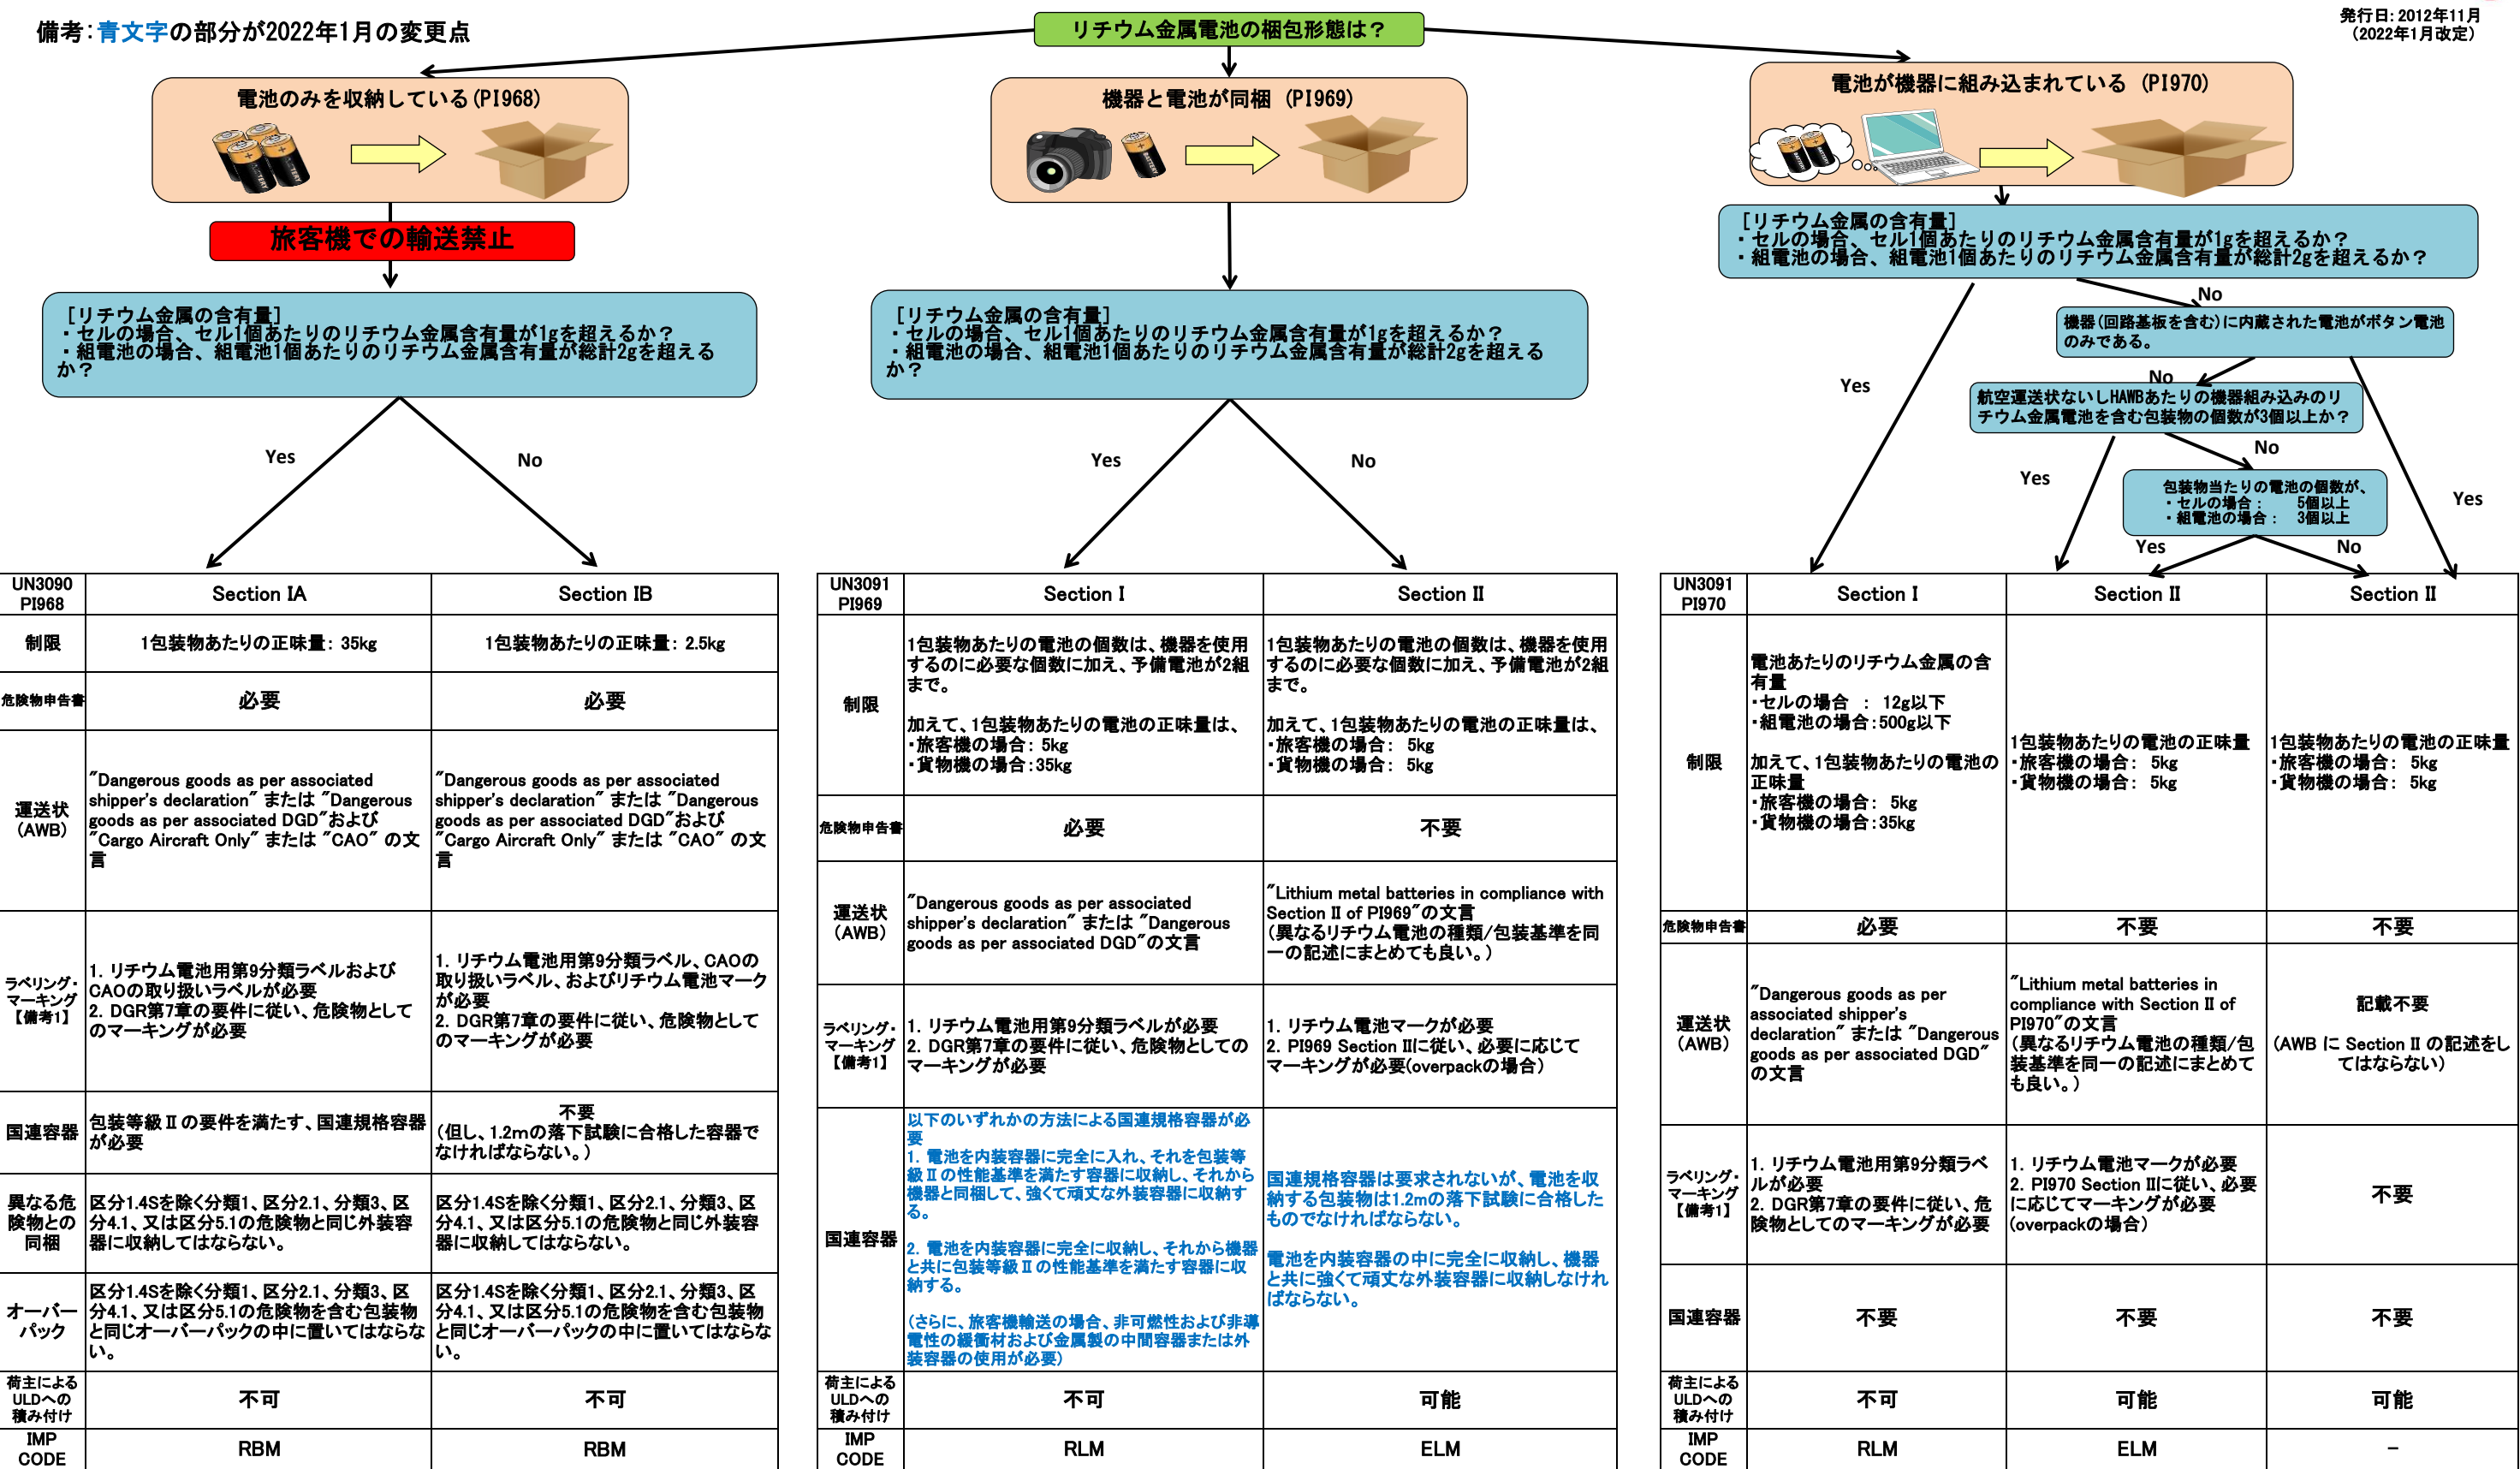 備考：青文字の部分が2022年1月の変更点
リチウム金属電池の梱包形態は？
発行日：2012年11月
（2022年1月改定）
電池のみを収納している(PI968)
旅客機での輸送禁止
［リチウム金属の含有量］
・セルの場合、セル1個あたりのリチウム金属含有量が1gを超えるか？
・組電池の場合、組電池1個あたりのリチウム金属含有量が総計2gを超える
か？
Yes
No
機器と電池が同梱 (PI969)
［リチウム金属の含有量］
・セルの場合、セル1個あたりのリチウム金属含有量が1gを超えるか？
・組電池の場合、組電池1個あたりのリチウム金属含有量が総計2gを超える
か？
Yes
No
電池が機器に組み込まれている (PI970)
［リチウム金属の含有量］
・セルの場合、セル1個あたりのリチウム金属含有量が1gを超えるか？
・組電池の場合、組電池1個あたりのリチウム金属含有量が総計2gを超えるか？
No
機器(回路基板を含む)に内蔵された電池がボタン電池
のみである。
Yes
No
航空運送状ないしHAWBあたりの機器組み込みのリ
チウム金属電池を含む包装物の個数が3個以上か？
No
Yes
包装物当たりの電池の個数が、
・セルの場合： 5個以上
・組電池の場合： 3個以上
Yes
Yes
No
UN3090
PI968
Section IA
Section IB
制限
1包装物あたりの正味量： 35kg
1包装物あたりの正味量： 2.5kg
危険物申告書
必要
必要
運送状
（AWB）
"Dangerous goods as per associated
shipper's declaration" または "Dangerous
goods as per associated DGD"および
"Cargo Aircraft Only" または "CAO" の文
言
"Dangerous goods as per associated
shipper's declaration" または "Dangerous
goods as per associated DGD"および
"Cargo Aircraft Only" または "CAO" の文
言
ラベリング・
マーキング
【備考1】
1. リチウム電池用第9分類ラベルおよび
CAOの取り扱いラベルが必要
2. DGR第7章の要件に従い、危険物として
のマーキングが必要
1. リチウム電池用第9分類ラベル、CAOの
取り扱いラベル、およびリチウム電池マーク
が必要
2. DGR第7章の要件に従い、危険物として
のマーキングが必要
国連容器
包装等級Ⅱの要件を満たす、国連規格容器
が必要
不要
（但し、1.2mの落下試験に合格した容器で
なければならない。）
異なる危
険物との
同梱
区分1.4Sを除く分類1、区分2.1、分類3、区
分4.1、又は区分5.1の危険物と同じ外装容
器に収納してはならない。
区分1.4Sを除く分類1、区分2.1、分類3、区
分4.1、又は区分5.1の危険物と同じ外装容
器に収納してはならない。
オーバー
パック
区分1.4Sを除く分類1、区分2.1、分類3、区
分4.1、又は区分5.1の危険物を含む包装物
と同じオーバーパックの中に置いてはならな
い。
区分1.4Sを除く分類1、区分2.1、分類3、区
分4.1、又は区分5.1の危険物を含む包装物
と同じオーバーパックの中に置いてはならな
い。
荷主による
ULDへの
積み付け
不可
不可
IMP
CODE
RBM
RBM
UN3091
PI969
Section I
Section II
制限
1包装物あたりの電池の個数は、機器を使用
するのに必要な個数に加え、予備電池が2組
まで。
加えて、1包装物あたりの電池の正味量は、
・旅客機の場合： 5kg
・貨物機の場合：35kg
1包装物あたりの電池の個数は、機器を使用
するのに必要な個数に加え、予備電池が2組
まで。
加えて、1包装物あたりの電池の正味量は、
・旅客機の場合： 5kg
・貨物機の場合： 5kg
危険物申告書
必要
不要
運送状
（AWB）
"Dangerous goods as per associated
shipper's declaration" または "Dangerous
goods as per associated DGD"の文言
"Lithium metal batteries in compliance with
Section II of PI969"の文言
（異なるリチウム電池の種類/包装基準を同
一の記述にまとめても良い。）
ラベリング・
マーキング
【備考1】
1. リチウム電池用第9分類ラベルが必要
2. DGR第7章の要件に従い、危険物としての
マーキングが必要
1. リチウム電池マークが必要
2. PI969 Section IIに従い、必要に応じて
マーキングが必要(overpackの場合）
国連容器
以下のいずれかの方法による国連規格容器が必
要
1. 電池を内装容器に完全に入れ、それを包装等
級Ⅱの性能基準を満たす容器に収納し、それから
機器と同梱して、強くて頑丈な外装容器に収納す
る。
2. 電池を内装容器に完全に収納し、それから機器
と共に包装等級Ⅱの性能基準を満たす容器に収
納する。
（さらに、旅客機輸送の場合、非可燃性および非導
電性の緩衝材および金属製の中間容器または外
装容器の使用が必要）
国連規格容器は要求されないが、電池を収
納する包装物は1.2mの落下試験に合格した
ものでなければならない。
電池を内装容器の中に完全に収納し、機器
と共に強くて頑丈な外装容器に収納しなけれ
ばならない。
荷主による
ULDへの
積み付け
不可
可能
IMP
CODE
RLM
ELM
UN3091
PI970
Section I
Section II
Section II
制限
電池あたりのリチウム金属の含
有量
・セルの場合 ： 12g以下
・組電池の場合：500g以下
加えて、1包装物あたりの電池の
正味量
・旅客機の場合： 5kg
・貨物機の場合：35kg
1包装物あたりの電池の正味量
・旅客機の場合： 5kg
・貨物機の場合： 5kg
1包装物あたりの電池の正味量
・旅客機の場合： 5kg
・貨物機の場合： 5kg
危険物申告書
必要
不要
不要
運送状
（AWB）
"Dangerous goods as per
associated shipper's
declaration" または "Dangerous
goods as per associated DGD"
の文言
"Lithium metal batteries in
compliance with Section II of
PI970"の文言
（異なるリチウム電池の種類/包
装基準を同一の記述にまとめて
も良い。）
記載不要
（AWB に Section II の記述をし
てはならない）
ラベリング・
マーキング
【備考1】
1. リチウム電池用第9分類ラベ
ルが必要
2. DGR第7章の要件に従い、危
険物としてのマーキングが必要
1. リチウム電池マークが必要
2. PI970 Section IIに従い、必要
に応じてマーキングが必要
(overpackの場合）
不要
国連容器
不要
不要
不要
荷主による
ULDへの
積み付け
不可
可能
可能
IMP
CODE
RLM
ELM
-